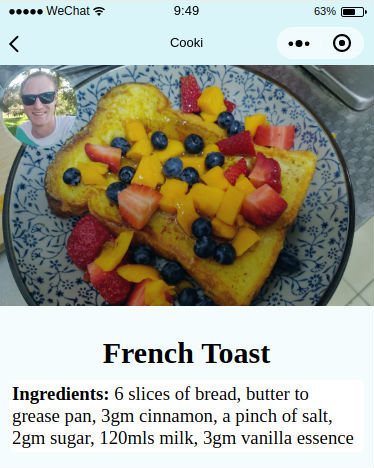 WeChat 9:49 63%
Cooki
French Toast
Ingredients: 6 slices of bread, butter to
grease pan, 3gm cinnamon, a pinch of salt,
2gm sugar, 120mls milk, 3gm vanilla essence